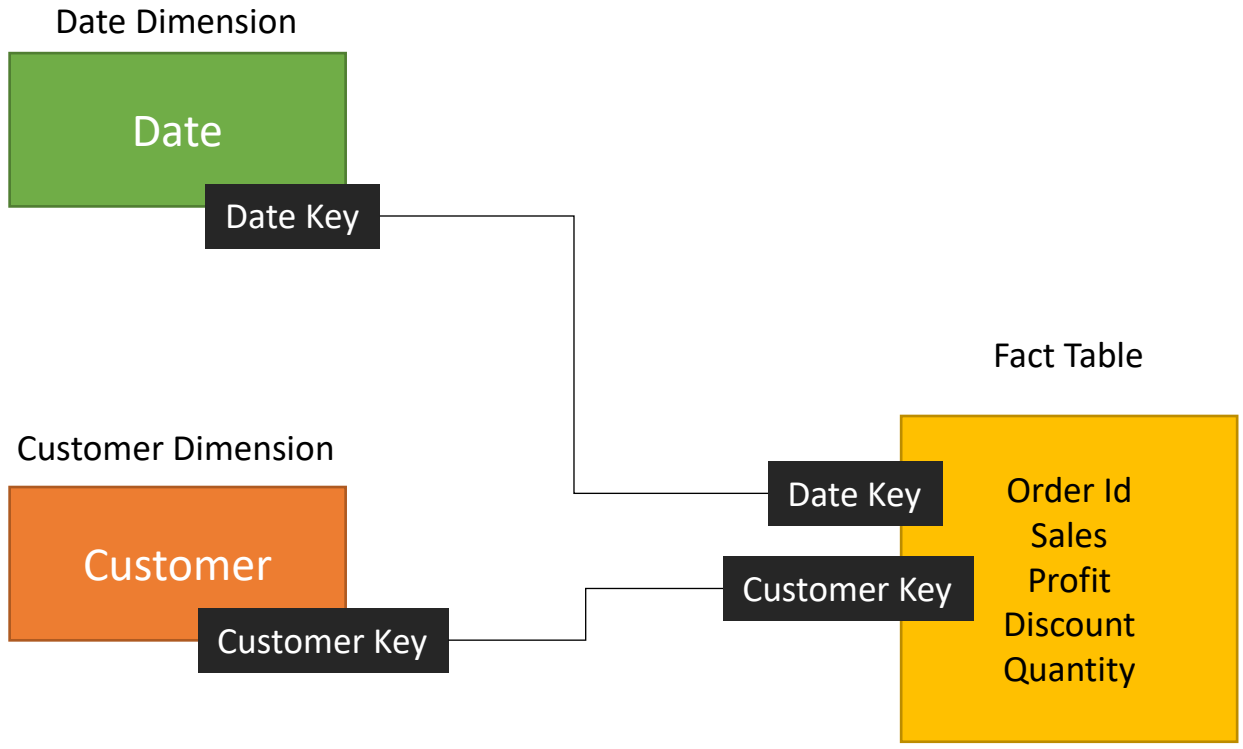 Date Dimension
Date
Date Key
Customer Dimension
Customer
Customer Key
Fact Table
Date Key
Customer Key
Order Id
Sales
Profit
Discount
Quantity